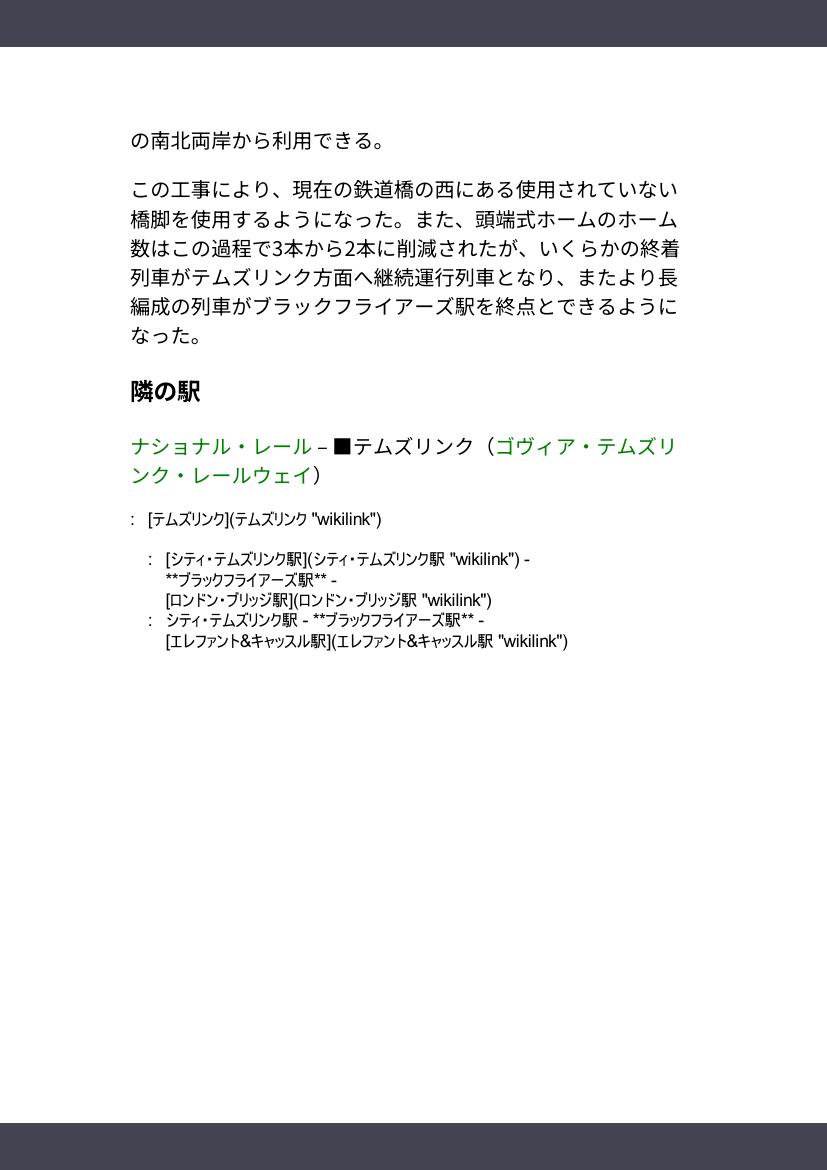 の南北両岸から利用できる。
この工事により、現在の鉄道橋の西にある使用されていない
橋脚を使用するようになった。また、頭端式ホームのホーム
数はこの過程で3本から2本に削減されたが、いくらかの終着
列車がテムズリンク方面へ継続運行列車となり、またより長
編成の列車がブラックフライアーズ駅を終点とできるように
なった。
隣の駅
ナショナル・レール – ■テムズリンク（ゴヴィア・テムズリ
ンク・レールウェイ）
: [テムズリンク](テムズリンク "wikilink")
: [シティ・テムズリンク駅](シティ・テムズリンク駅 "wikilink") -
**ブラックフライアーズ駅** -
[ロンドン・ブリッジ駅](ロンドン・ブリッジ駅 "wikilink")
: シティ・テムズリンク駅 - **ブラックフライアーズ駅** -
[エレファント&キャッスル駅](エレファント&キャッスル駅 "wikilink")